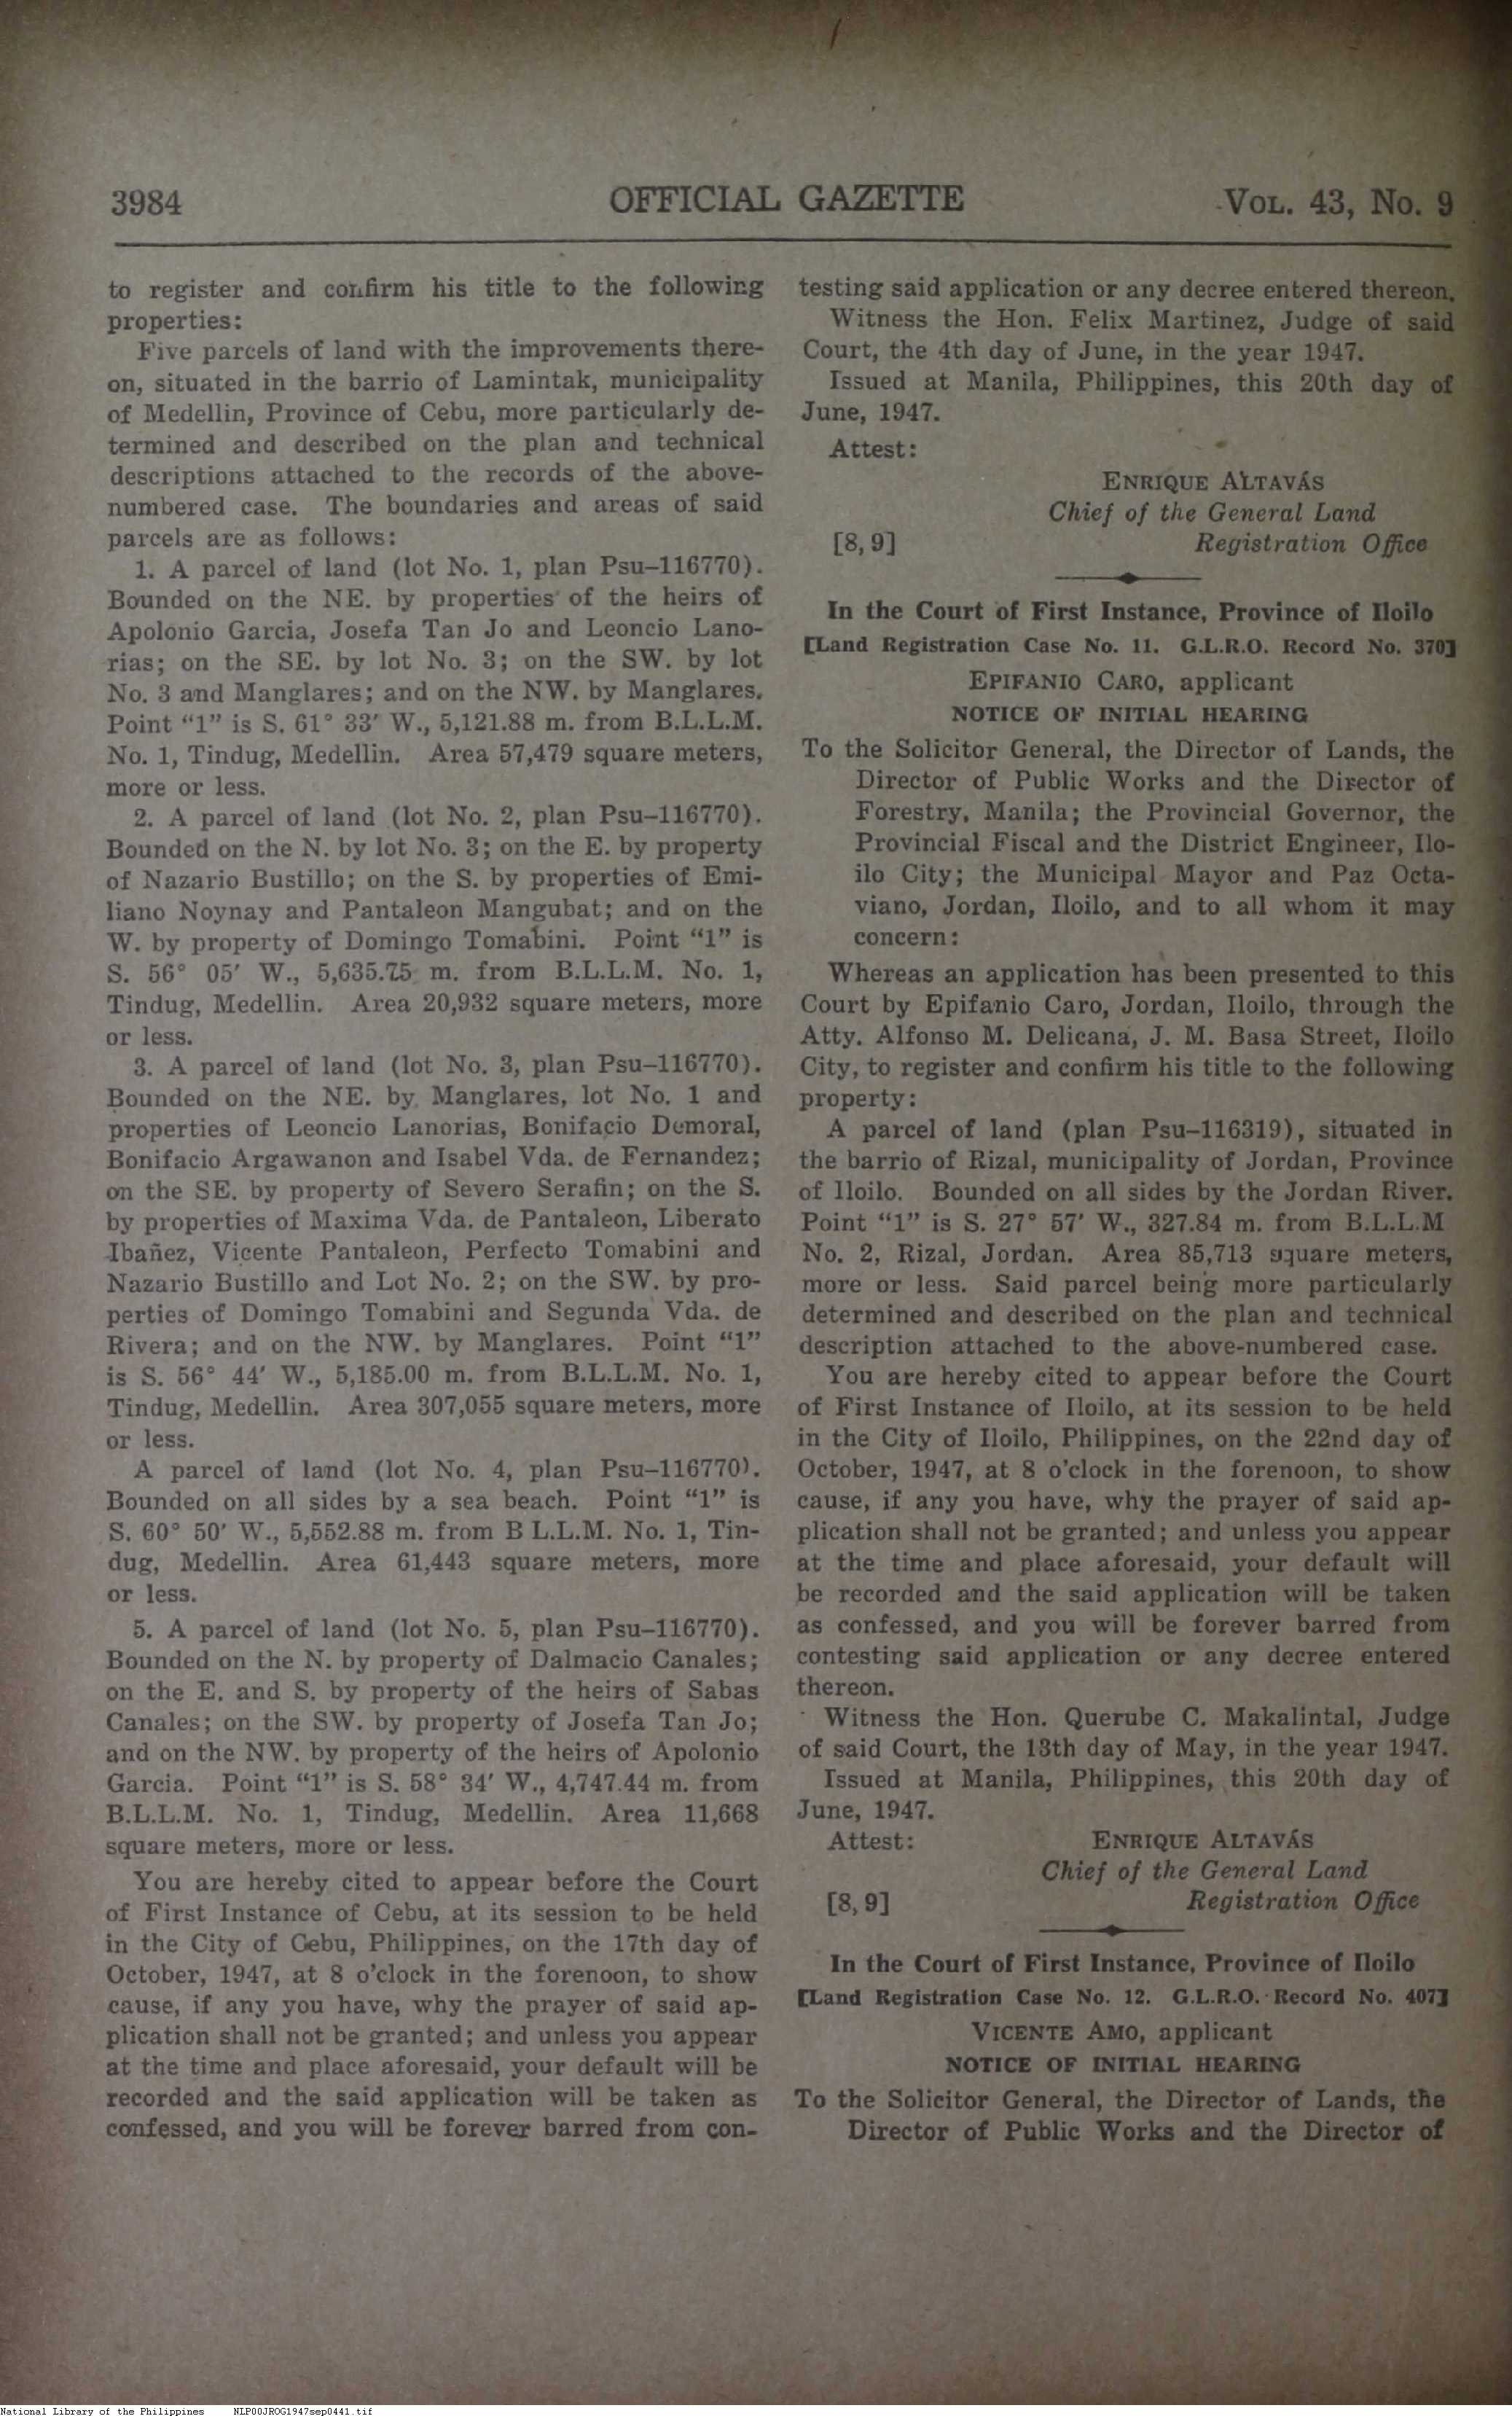 3984
OFFICIAL GAZETTE
VOL. 43, No. 9
to register and confirm his title to the following
properties:
Five parcels of land with the improvements there-
on, situated in the barrio of Lamintak, municipality
of Medellin, Province of Cebu, more particularly de-
termined and described on the plan and technical
descriptions attached to the records of the above-
numbered case. The boundaries and areas of said
parcels are as follows:
1. A parcel of land (lot No. 1, plan Psu–116770).
Bounded on the NE. by properties of the heirs of
Apolonio Garcia, Josefa Tan Jo and Leoncio Lano-
rias; on the SE. by lot No. 3; on the SW. by lot
No. 3 and Manglares; and on the NW. by Manglares.
Point “1” is S. 61° 33′ W., 5,121.88 m. from B.L.L.M.
No. 1, Tindug, Medellin. Area 57,479 square meters,
more or less.
2. A parcel of land (lot No. 2, plan Psu–116770).
Bounded on the N. by lot No. 3; on the E. by property
of Nazario Bustillo; on the S. by properties of Emi-
liano Noynay and Pantaleon Mangubat; and on the
W. by property of Domingo Tomabini. Point “1” is
S. 56° 05′ W., 5,635.75 m. from B.L.L.M. No. 1,
Tindug, Medellin. Area 20,932 square meters, more
or less.
3. A parcel of land (lot No. 3, plan Psu–116770).
Bounded on the NE. by Manglares, lot No. 1 and
properties of Leoncio Lanorias, Bonifacio Demoral,
Bonifacio Argawanon and Isabel Vda. de Fernandez;
on the SE. by property of Severo Serafin; on the S.
by properties of Maxima Vda. de Pantaleon, Liberato
Ibañez, Vicente Pantaleon, Perfecto Tomabini and
Nazario Bustillo and Lot No. 2; on the SW. by pro-
perties of Domingo Tomabini and Segunda Vda. de
Rivera; and on the NW. by Manglares. Point “1”
is S. 56° 44′ W., 5,185.00 m. from B.L.L.M. No. 1,
Tindug, Medellin. Area 307,055 square meters, more
or less.
A parcel of land (lot No. 4, plan Psu–116770).
Bounded on all sides by a sea beach. Point “1” is
S. 60° 50′ W., 5,552.88 m. from B L.L.M. No. 1, Tin-
dug, Medellin. Area 61,443 square meters, more
or less.
5. A parcel of land (lot No. 5, plan Psu–116770).
Bounded on the N. by property of Dalmacio Canales;
on the E. and S. by property of the heirs of Sabas
Canales; on the SW. by property of Josefa Tan Jo;
and on the NW. by property of the heirs of Apolonio
Garcia. Point “1” is S. 58° 34′ W., 4,747.44 m. from
B.L.L.M. No. 1, Tindug, Medellin. Area 11,668
square meters, more or less.
You are hereby cited to appear before the Court
of First Instance of Cebu, at its session to be held
in the City of Cebu, Philippines, on the 17th day of
October, 1947, at 8 o’clock in the forenoon, to show
cause, if any you have, why the prayer of said ap-
plication shall not be granted; and unless you appear
at the time and place aforesaid, your default will be
recorded and the said application will be taken as
confessed, and you will be forever barred from con-
testing said application or any decree entered thereon.
Witness the Hon. Felix Martinez, Judge of said
Court, the 4th day of June, in the year 1947.
Issued at Manila, Philippines, this 20th day of
June, 1947.
Attest:
ENRIQUE ALTAVÁS
Chief of the General Land
[8, 9] Registration Office
In the Court of First Instance, Province of Iloilo
[Land Registration Case No. 11. G.L.R.O. Record No. 370]
EPIFANIO CARO, applicant
NOTICE OF INITIAL HEARING
To the Solicitor General, the Director of Lands, the
Director of Public Works and the Director of
Forestry, Manila; the Provincial Governor, the
Provincial Fiscal and the District Engineer, Ilo-
ilo City; the Municipal Mayor and Paz Octa-
viano, Jordan, Iloilo, and to all whom it may
concern:
Whereas an application has been presented to this
Court by Epifanio Caro, Jordan, Iloilo, through the
Atty. Alfonso M. Delicana, J. M. Basa Street, Iloilo
City, to register and confirm his title to the following
property:
A parcel of land (plan Psu–116319), situated in
the barrio of Rizal, municipality of Jordan, Province
of Iloilo. Bounded on all sides by the Jordan River.
Point “1” is S. 27° 57′ W., 327.84 m. from B.L.L.M
No. 2, Rizal, Jordan. Area 85,713 square meters,
more or less. Said parcel being more particularly
determined and described on the plan and technical
description attached to the above-numbered case.
You are hereby cited to appear before the Court
of First Instance of Iloilo, at its session to be held
in the City of Iloilo, Philippines, on the 22nd day of
October, 1947, at 8 o’clock in the forenoon, to show
cause, if any you have, why the prayer of said ap-
plication shall not be granted; and unless you appear
at the time and place aforesaid, your default will
be recorded and the said application will be taken
as confessed, and you will be forever barred from
contesting said application or any decree entered
thereon.
Witness the Hon. Querube C. Makalintal, Judge
of said Court, the 13th day of May, in the year 1947.
Issued at Manila, Philippines, this 20th day of
June, 1947.
Attest: ENRIQUE ALTAVÁS
Chief of the General Land
[8, 9] Registration Office
In the Court of First Instance, Province of Iloilo
[Land Registration Case No. 12. G.L.R.O. Record No. 407]
VICENTE AMO, applicant
NOTICE OF INITIAL HEARING
To the Solicitor General, the Director of Lands, the
Director of Public Works and the Director of
National Library of the Philippines NLP00JROG1947sep0441.tif